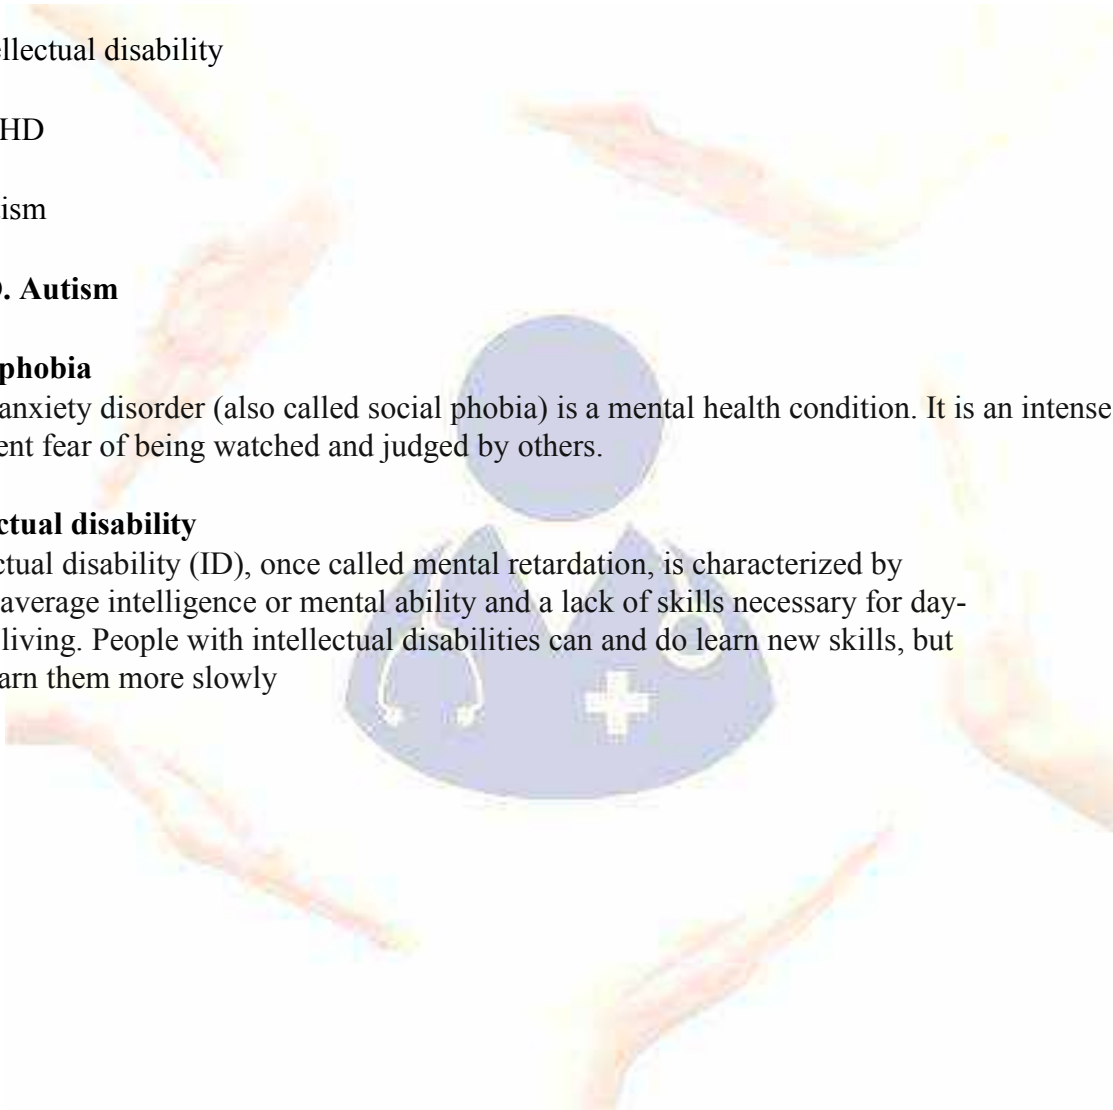 llectual disability
HD
ism
. Autism
phobia
anxiety disorder (also called social phobia) is a mental health condition. It is an intense
ent fear of being watched and judged by others.
ctual disability
ctual disability (ID), once called mental retardation, is characterized by
average intelligence or mental ability and a lack of skills necessary for day-
living. People with intellectual disabilities can and do learn new skills, but
arn them more slowly